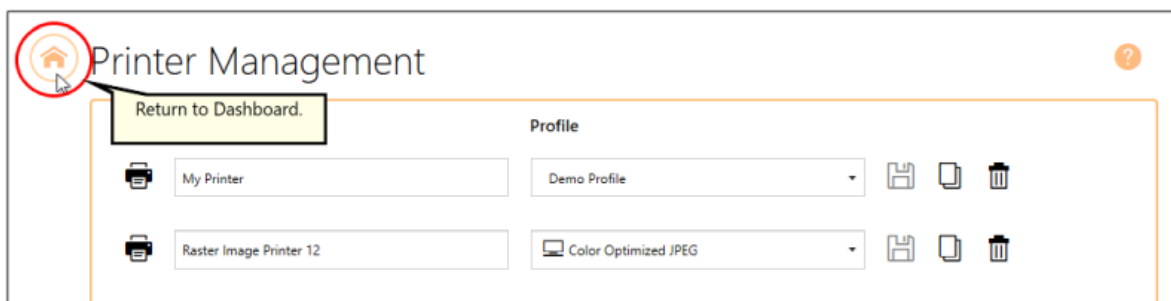 Printer Management
?
Return to Dashboard.
Profile
My Printer
Demo Profile
Raster Image Printer 12
Color Optimized JPEG